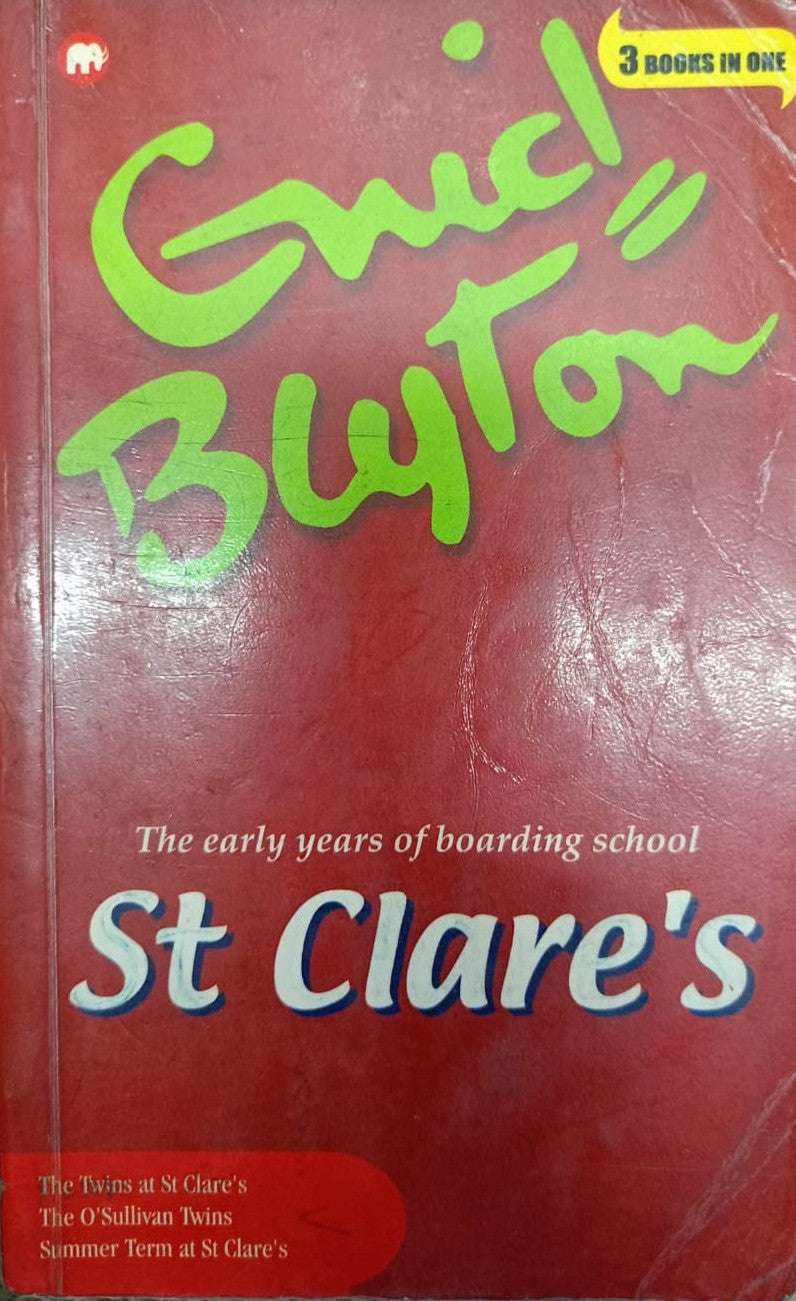 3 BOOKS IN ONE
Enid
Blyton
The early years of boarding school
St Clare's
The Twins at St Clare's
The O'Sullivan Twins
Summer Term at St Clare's